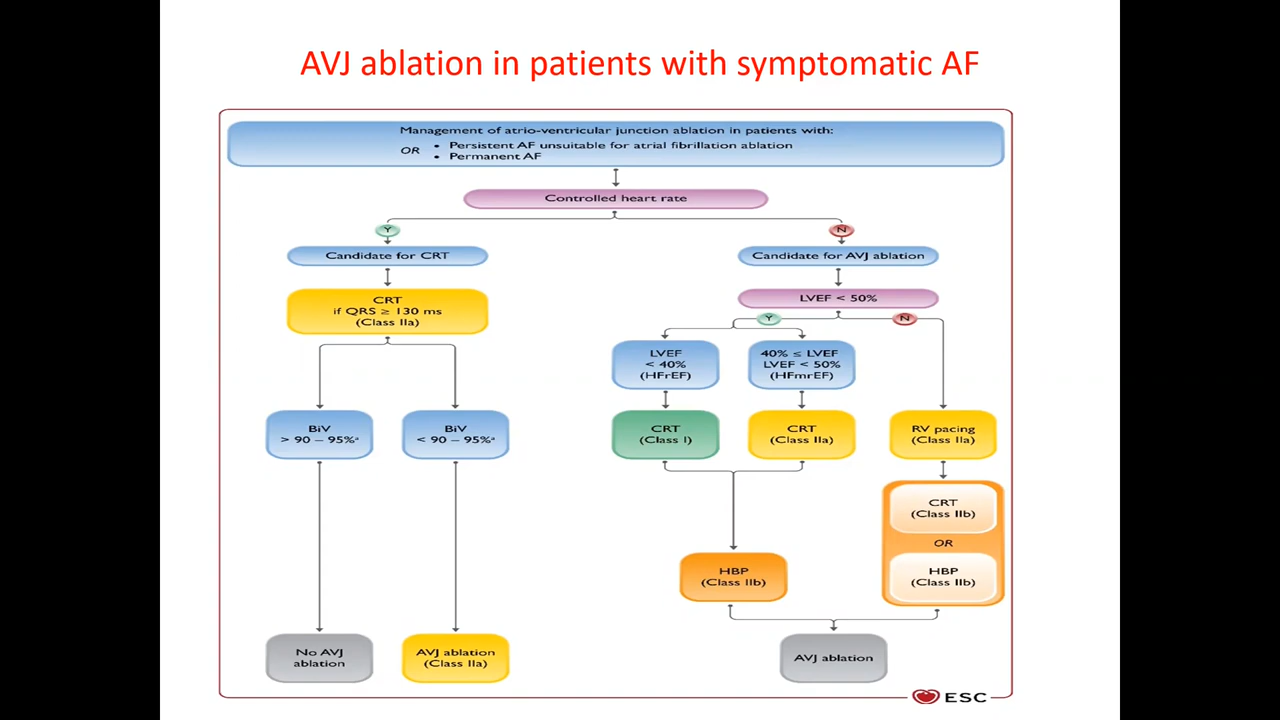 AVJ ablation in patients with symptomatic AF
Management of atrio-ventricular junction ablation in patients with:
OR
• Persistent AF unsuitable for atrial fibrillation ablation
• Permanent AF
Controlled heart rate
Y
N
Candidate for CRT
Candidate for AVJ ablation
CRT
if QRS ≥ 130 ms
(Class IIa)
LVEF < 50%
Y
N
LVEF
< 40%
(HFrEF)
40% ≤ LVEF
LVEF < 50%
(HFmrEF)
BiV
> 90 – 95%ᵃ
BiV
< 90 – 95%ᵃ
CRT
(Class I)
CRT
(Class IIa)
RV pacing
(Class IIa)
CRT
(Class IIb)
OR
HBP
(Class IIb)
HBP
(Class IIb)
No AVJ
ablation
AVJ ablation
(Class IIa)
AVJ ablation
ESC